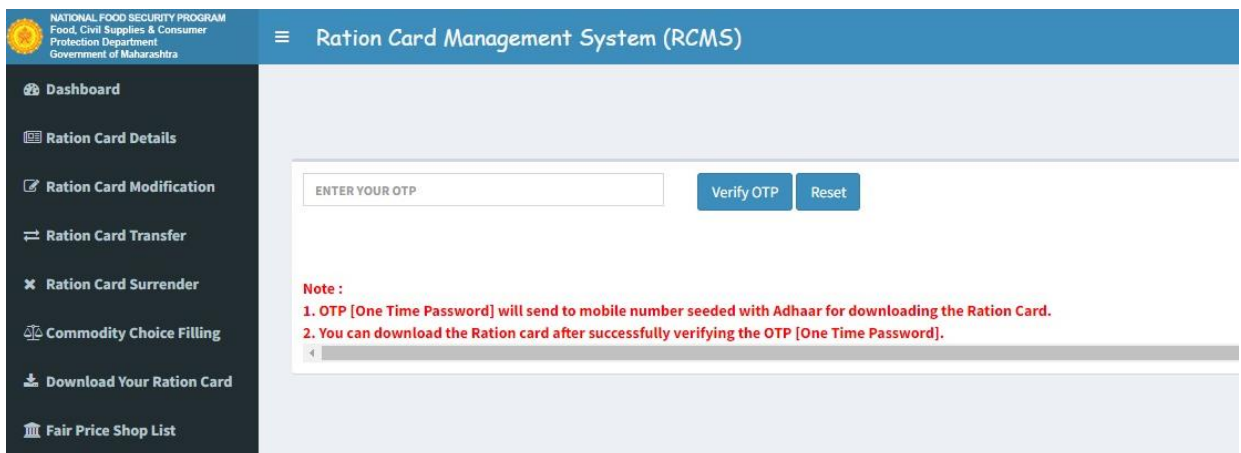 NATIONAL FOOD SECURITY PROGRAM
Food, Civil Supplies & Consumer
Protection Department
Government of Maharashtra
Ration Card Management System (RCMS)
Dashboard
Ration Card Details
Ration Card Modification
Ration Card Transfer
Ration Card Surrender
Commodity Choice Filling
Download Your Ration Card
Fair Price Shop List
ENTER YOUR OTP
Verify OTP
Reset
Note :
1. OTP [One Time Password] will send to mobile number seeded with Adhaar for downloading the Ration Card.
2. You can download the Ration card after successfully verifying the OTP [One Time Password].